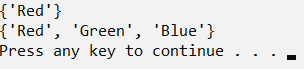 {'Red'}
{'Red', 'Green', 'Blue'}
Press any key to continue . . .